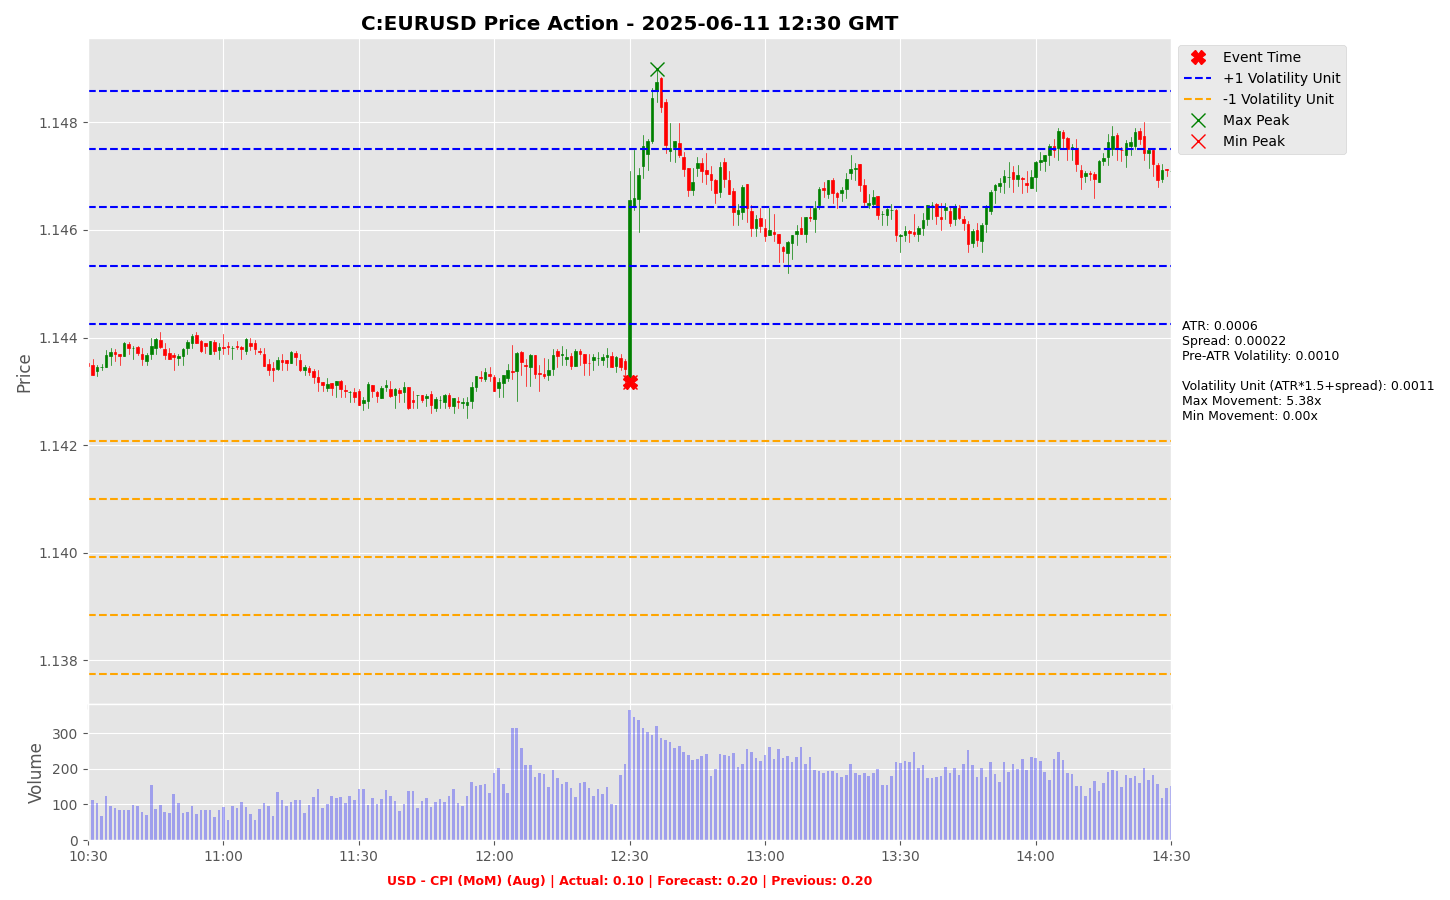 C:EURUSD Price Action - 2025-06-11 12:30 GMT
Event Time
+1 Volatility Unit
-1 Volatility Unit
Max Peak
Min Peak
Price
1.148
1.146
1.144
1.142
1.140
1.138
ATR: 0.0006
Spread: 0.00022
Pre-ATR Volatility: 0.0010
Volatility Unit (ATR*1.5+spread): 0.0011
Max Movement: 5.38x
Min Movement: 0.00x
Volume
300
200
100
0
10:30 11:00 11:30 12:00 12:30 13:00 13:30 14:00 14:30
USD - CPI (MoM) (Aug) | Actual: 0.10 | Forecast: 0.20 | Previous: 0.20